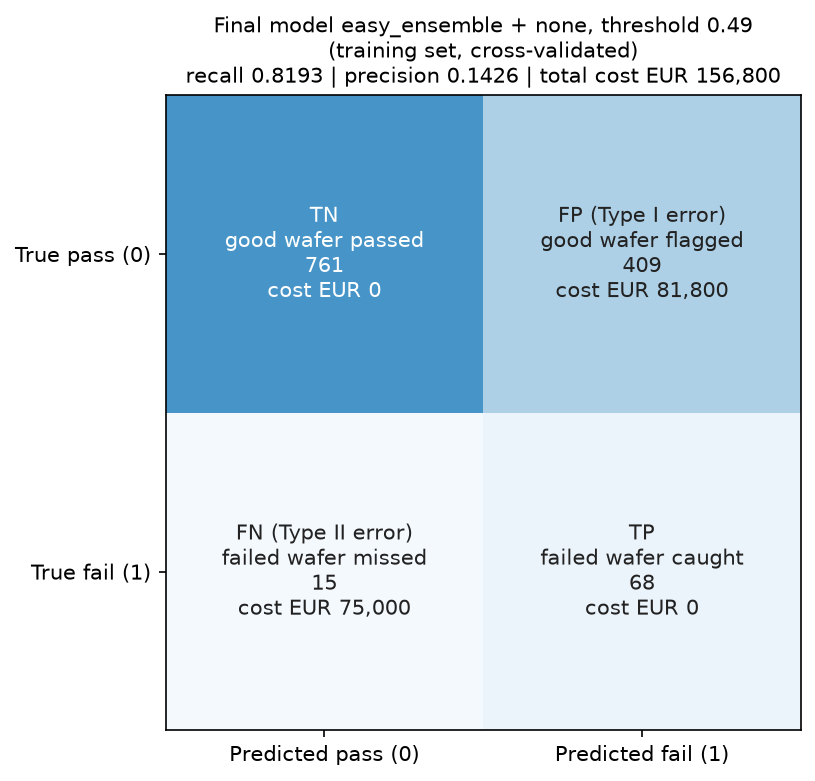 Final model easy_ensemble + none, threshold 0.49
(training set, cross-validated)
recall 0.8193 | precision 0.1426 | total cost EUR 156,800
True pass (0)
TN
good wafer passed
761
cost EUR 0
FP (Type I error)
good wafer flagged
409
cost EUR 81,800
True fail (1)
FN (Type II error)
failed wafer missed
15
cost EUR 75,000
TP
failed wafer caught
68
cost EUR 0
Predicted pass (0)
Predicted fail (1)